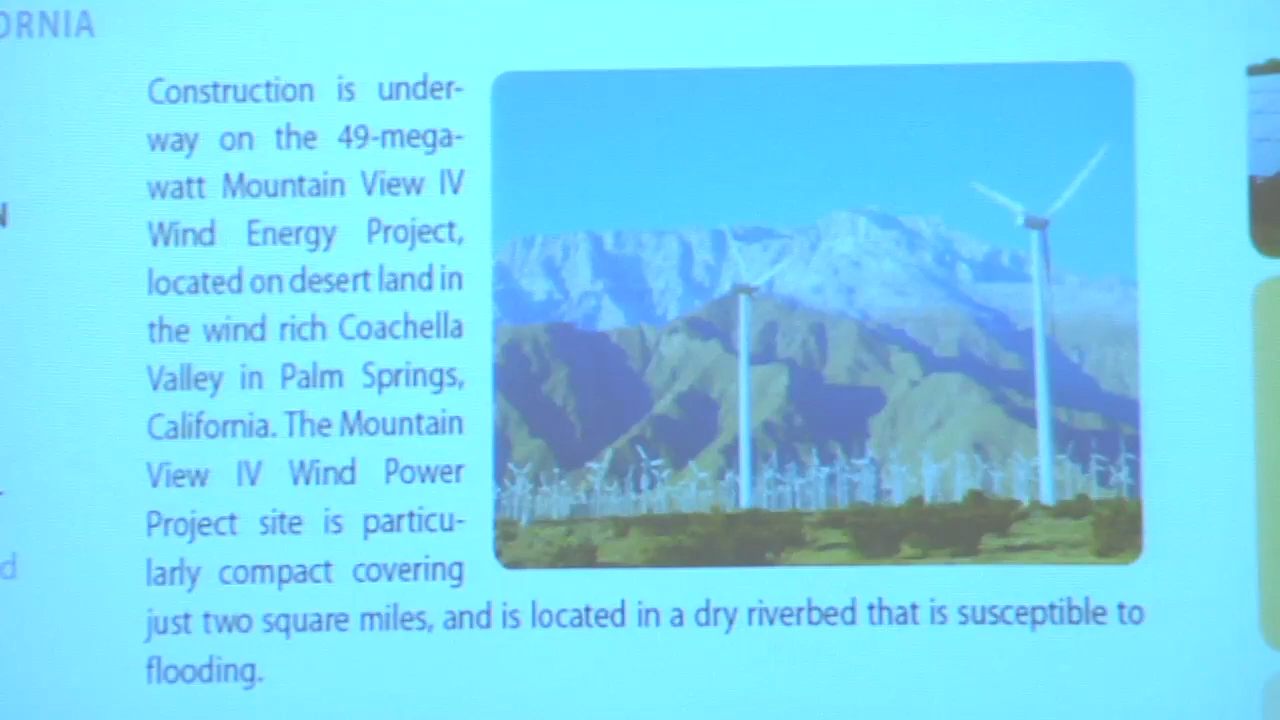 ORNIA
Construction is under-
way on the 49-mega-
watt Mountain View IV
Wind Energy Project,
located on desert land in
the wind rich Coachella
Valley in Palm Springs,
California. The Mountain
View IV Wind Power
Project site is particu-
larly compact covering
just two square miles, and is located in a dry riverbed that is susceptible to
flooding.